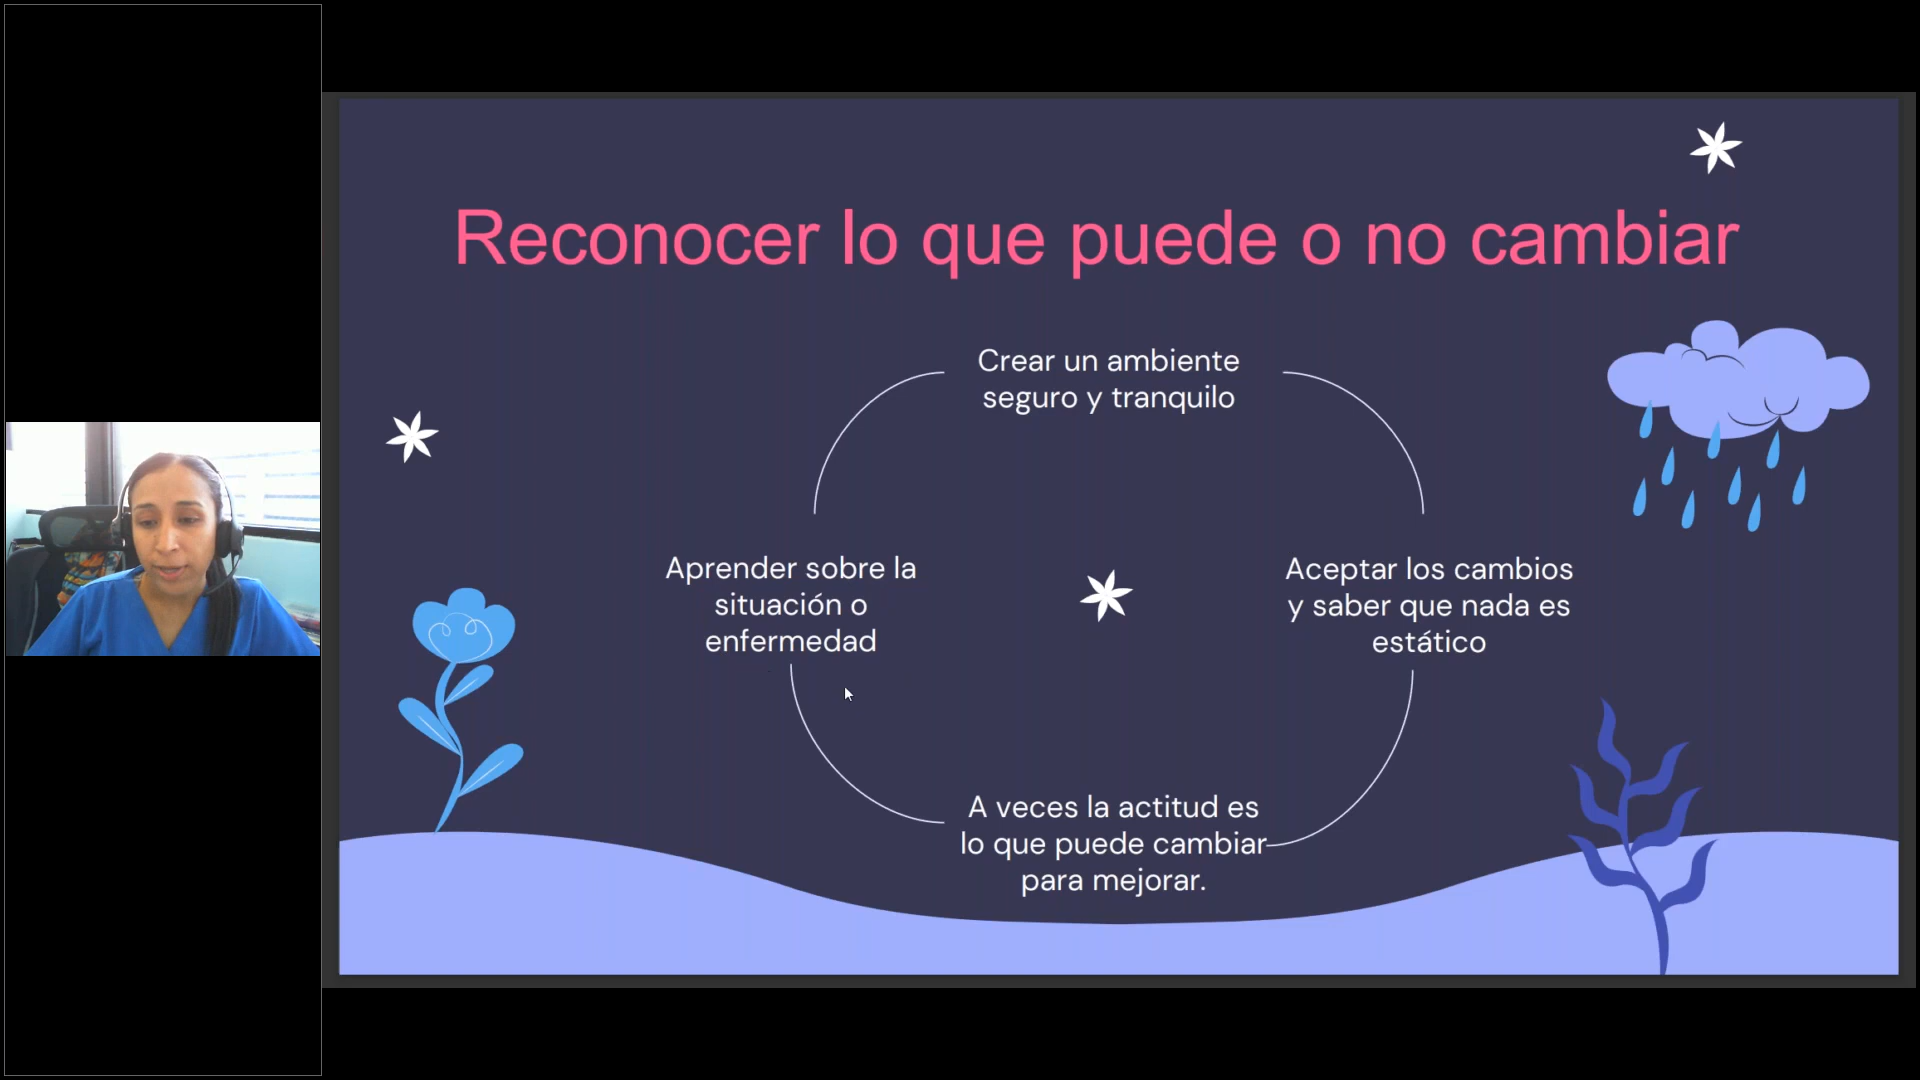 Reconocer lo que puede o no cambiar
Crear un ambiente
seguro y tranquilo
Aprender sobre la
situación o
enfermedad
Aceptar los cambios
y saber que nada es
estático
A veces la actitud es
lo que puede cambiar
para mejorar.